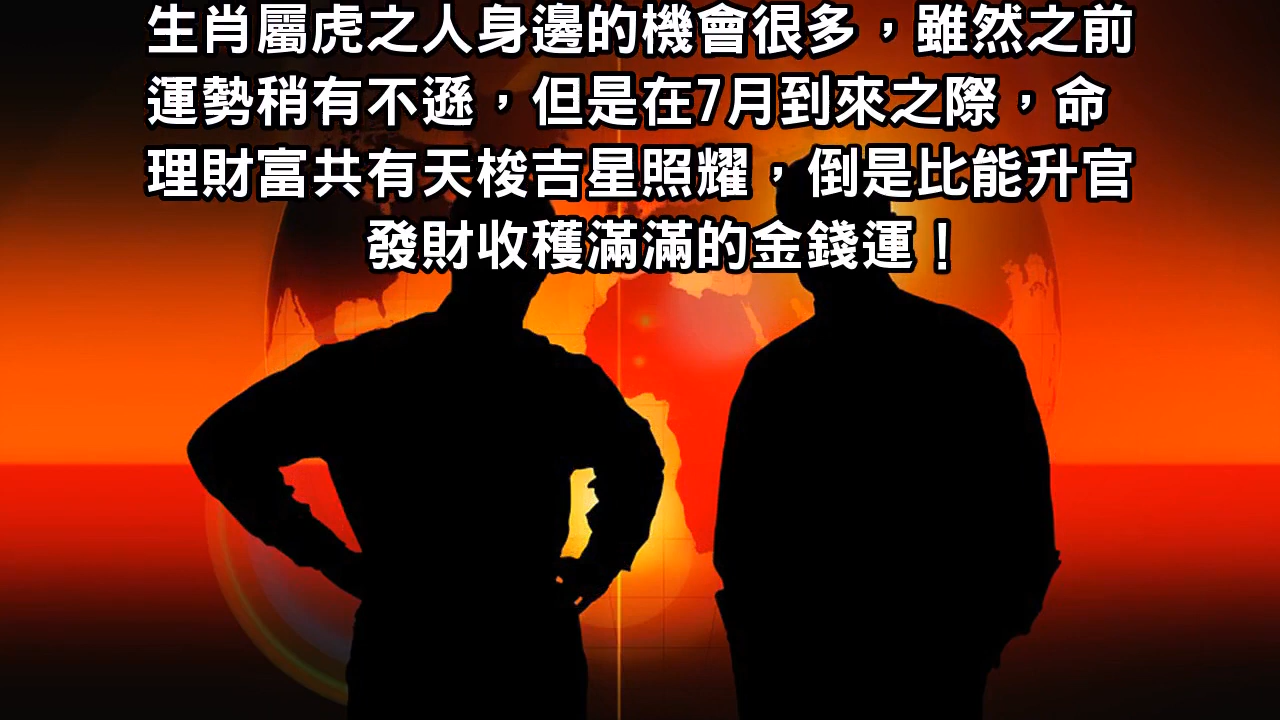 生肖屬虎之人身邊的機會很多，雖然之前
運勢稍有不遜，但是在7月到來之際，命
理財富共有天梭吉星照耀，倒是比能升官
發財收穫滿滿的金錢運！